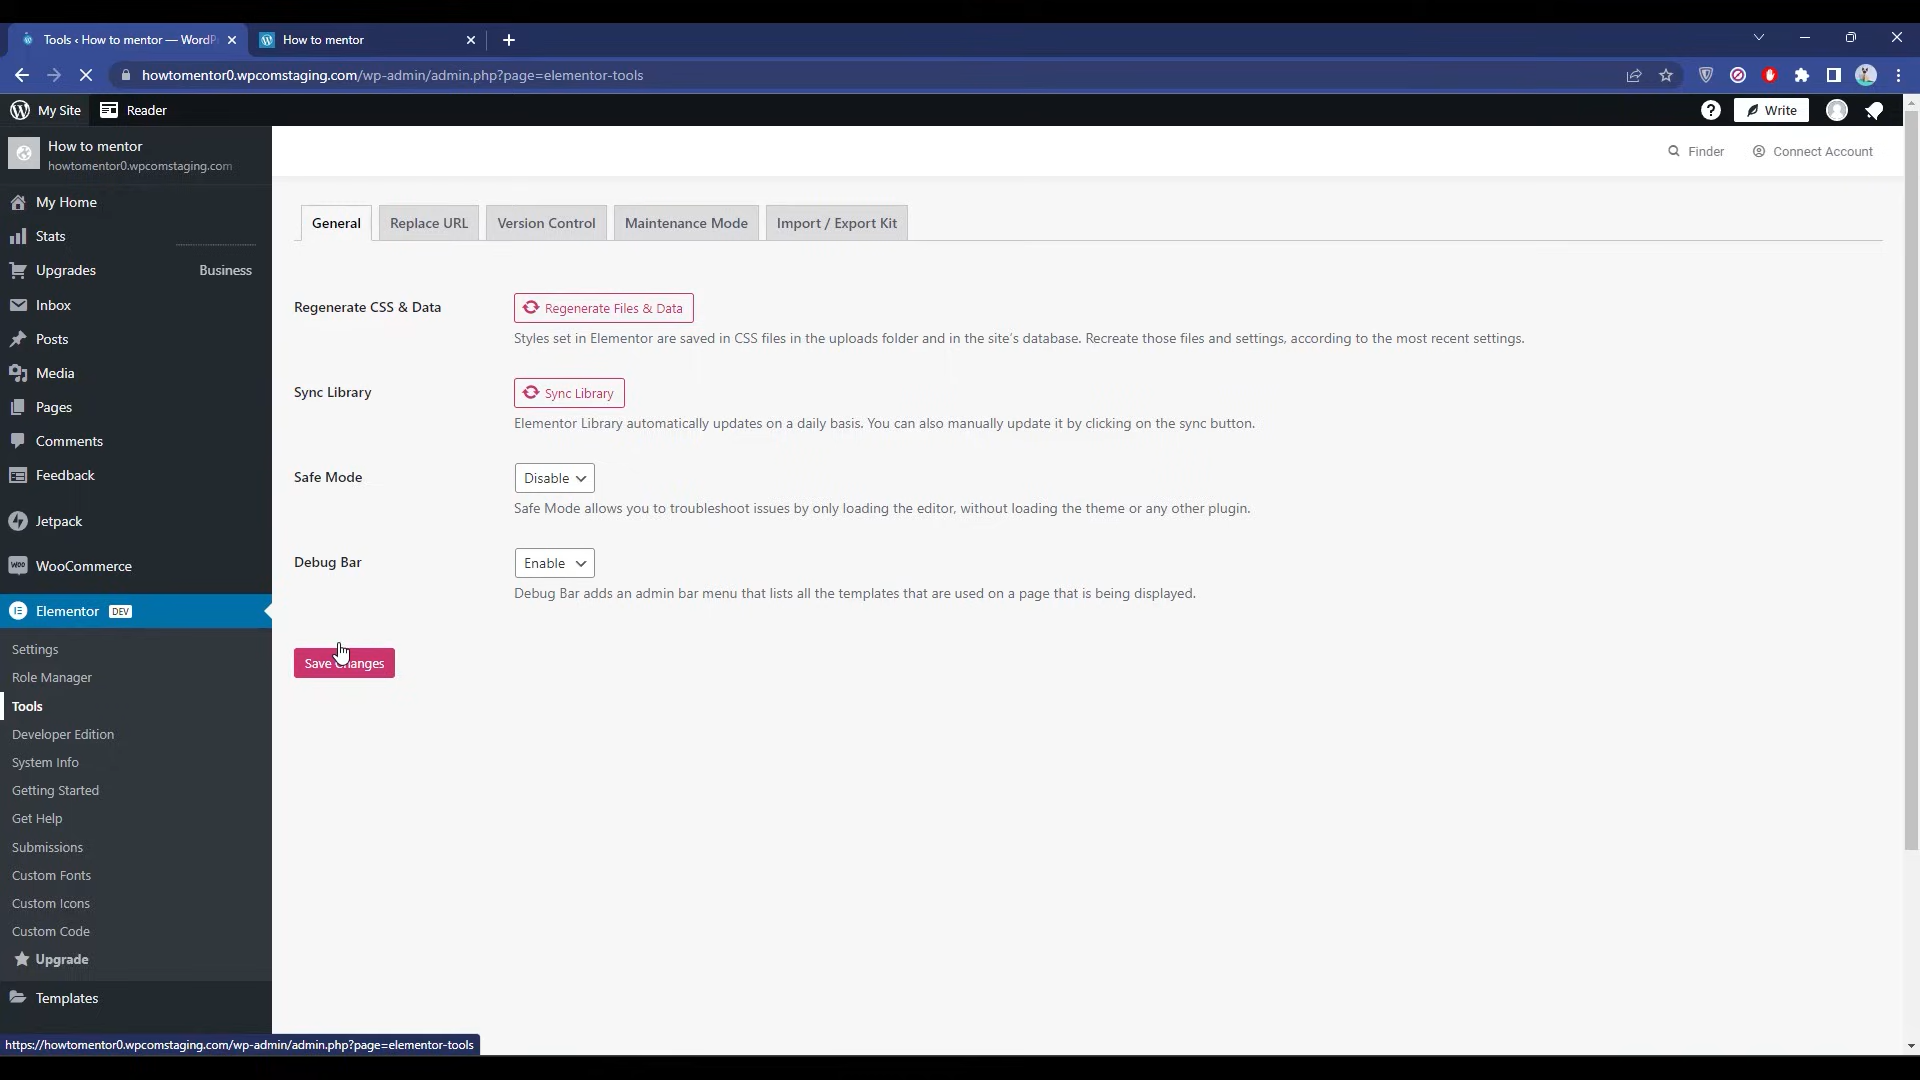 Tools ‹ How to mentor — WordP
How to mentor
howtomentor0.wpcomstaging.com/wp-admin/admin.php?page=elementor-tools
My Site
Reader
Write
How to mentor
howtomentor0.wpcomstaging.com
Finder
Connect Account
My Home
Stats
Upgrades Business
Inbox
Posts
Media
Pages
Comments
Feedback
Jetpack
WooCommerce
Elementor DEV
Settings
Role Manager
Tools
Developer Edition
System Info
Getting Started
Get Help
Submissions
Custom Fonts
Custom Icons
Custom Code
Upgrade
Templates
General
Replace URL
Version Control
Maintenance Mode
Import / Export Kit
Regenerate CSS & Data
Regenerate Files & Data
Styles set in Elementor are saved in CSS files in the uploads folder and in the site's database. Recreate those files and settings, according to the most recent settings.
Sync Library
Sync Library
Elementor Library automatically updates on a daily basis. You can also manually update it by clicking on the sync button.
Safe Mode
Disable
Safe Mode allows you to troubleshoot issues by only loading the editor, without loading the theme or any other plugin.
Debug Bar
Enable
Debug Bar adds an admin bar menu that lists all the templates that are used on a page that is being displayed.
Save Changes
https://howtomentor0.wpcomstaging.com/wp-admin/admin.php?page=elementor-tools